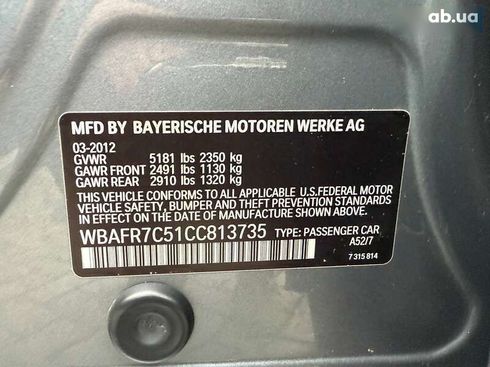 ab.ua
MFD BY BAYERISCHE MOTOREN WERKE AG
03-2012
GVWR 5181 lbs 2350 kg
GAWR FRONT 2491 lbs 1130 kg
GAWR REAR 2910 lbs 1320 kg
THIS VEHICLE CONFORMS TO ALL APPLICABLE U.S.FEDERAL MOTOR
VEHICLE SAFETY, BUMPER AND THEFT PREVENTION STANDARDS
IN EFFECT ON THE DATE OF MANUFACTURE SHOWN ABOVE.
WBAFR7C51CC813735 TYPE: PASSENGER CAR
A52/7
7 315 814